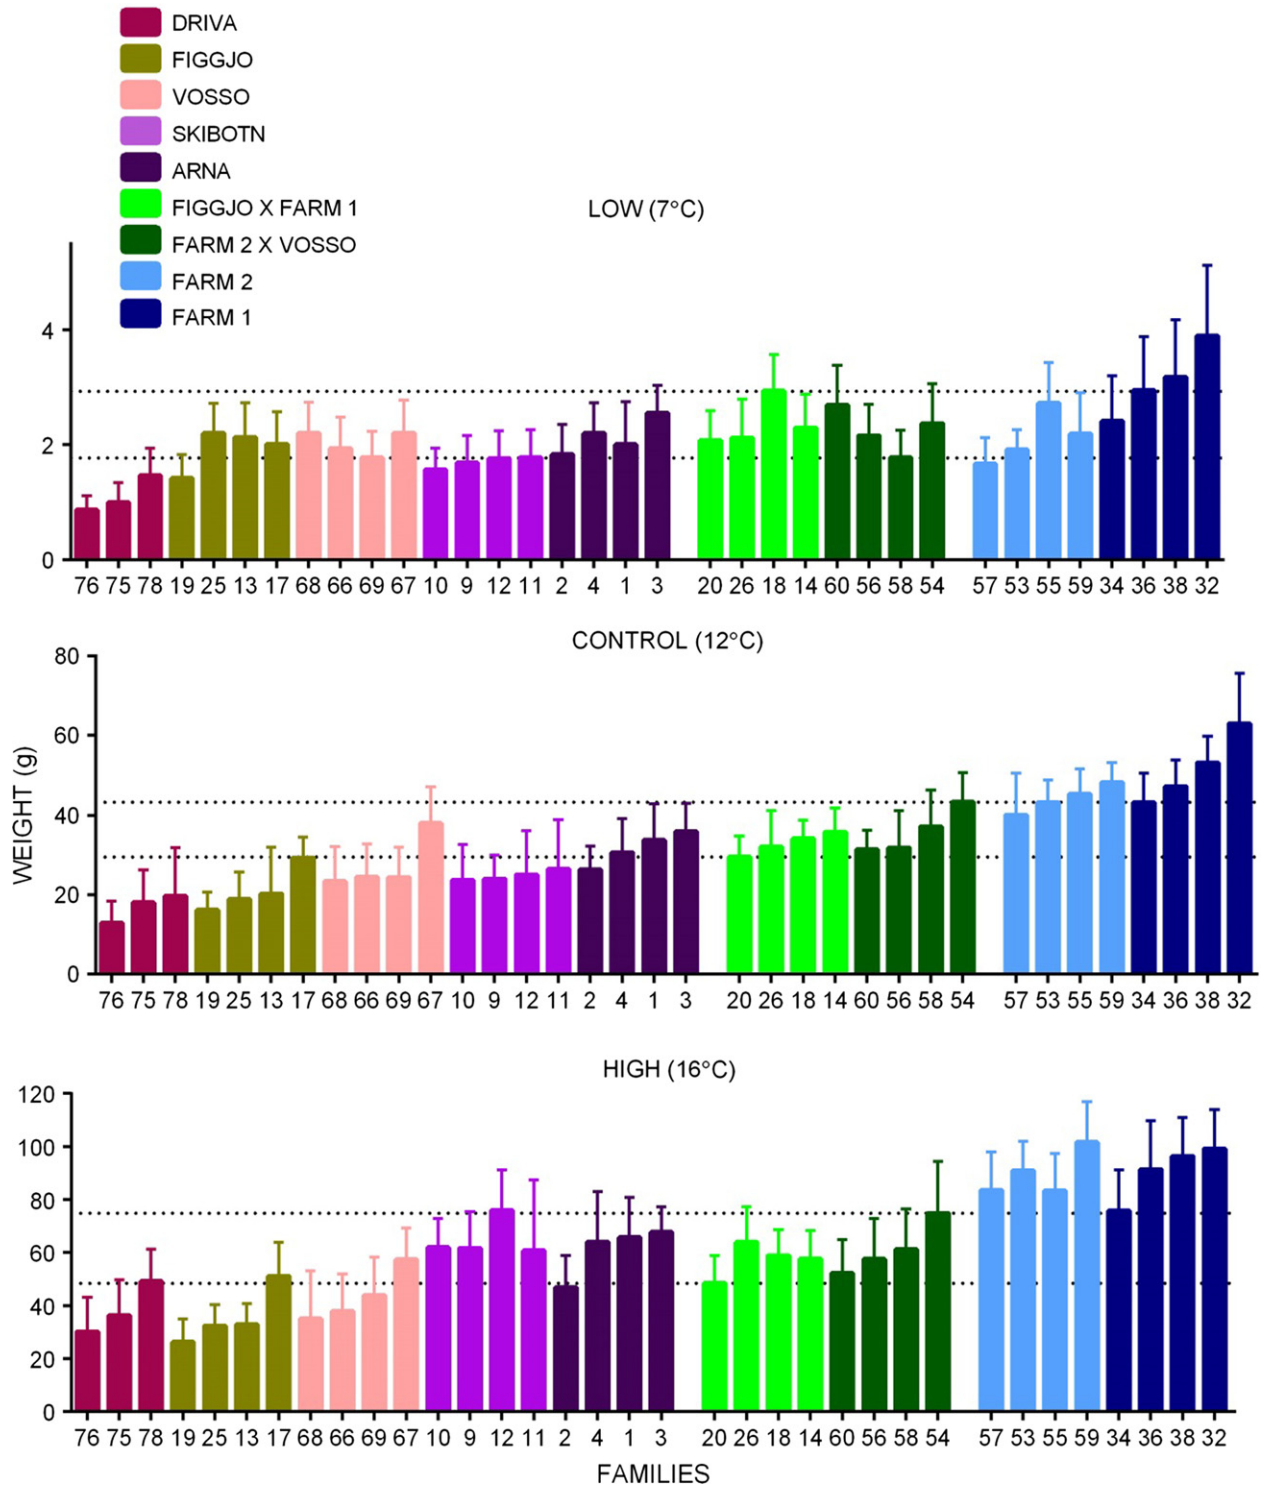 DRIVA
FIGGJO
VOSSO
SKIBOTN
ARNA
FIGGJO X FARM 1
FARM 2 X VOSSO
FARM 2
FARM 1
LOW (7°C)
4
2
0
76 75 78 19 25 13 17 68 66 69 67 10 9 12 11 2 4 1 3 20 26 18 14 60 56 58 54 57 53 55 59 34 36 38 32
CONTROL (12°C)
WEIGHT (g)
80
60
40
20
0
76 75 78 19 25 13 17 68 66 69 67 10 9 12 11 2 4 1 3 20 26 18 14 60 56 58 54 57 53 55 59 34 36 38 32
HIGH (16°C)
120
100
80
60
40
20
0
76 75 78 19 25 13 17 68 66 69 67 10 9 12 11 2 4 1 3 20 26 18 14 60 56 58 54 57 53 55 59 34 36 38 32
FAMILIES